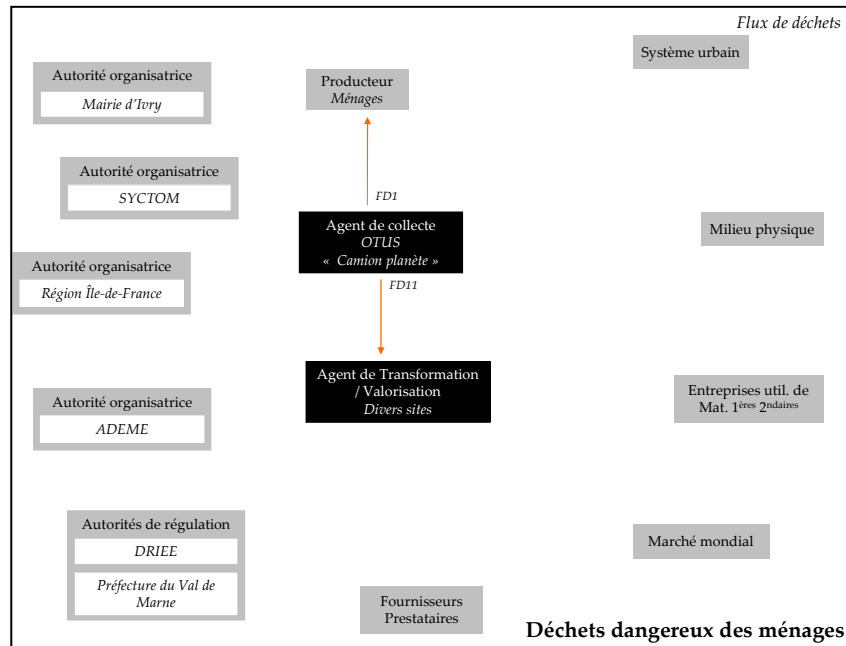 Flux de déchets
Système urbain
Autorité organisatrice
Mairie d'Ivry
Producteur
Ménages
Autorité organisatrice
SYCTOM
FD1
Agent de collecte
OTUS
« Camion planète »
Milieu physique
Autorité organisatrice
Région Île-de-France
FD11
Agent de Transformation
/ Valorisation
Divers sites
Entreprises util. de
Mat. 1ères 2ndaires
Autorité organisatrice
ADEME
Autorités de régulation
DRIEE
Préfecture du Val de
Marne
Marché mondial
Fournisseurs
Prestataires
Déchets dangereux des ménages